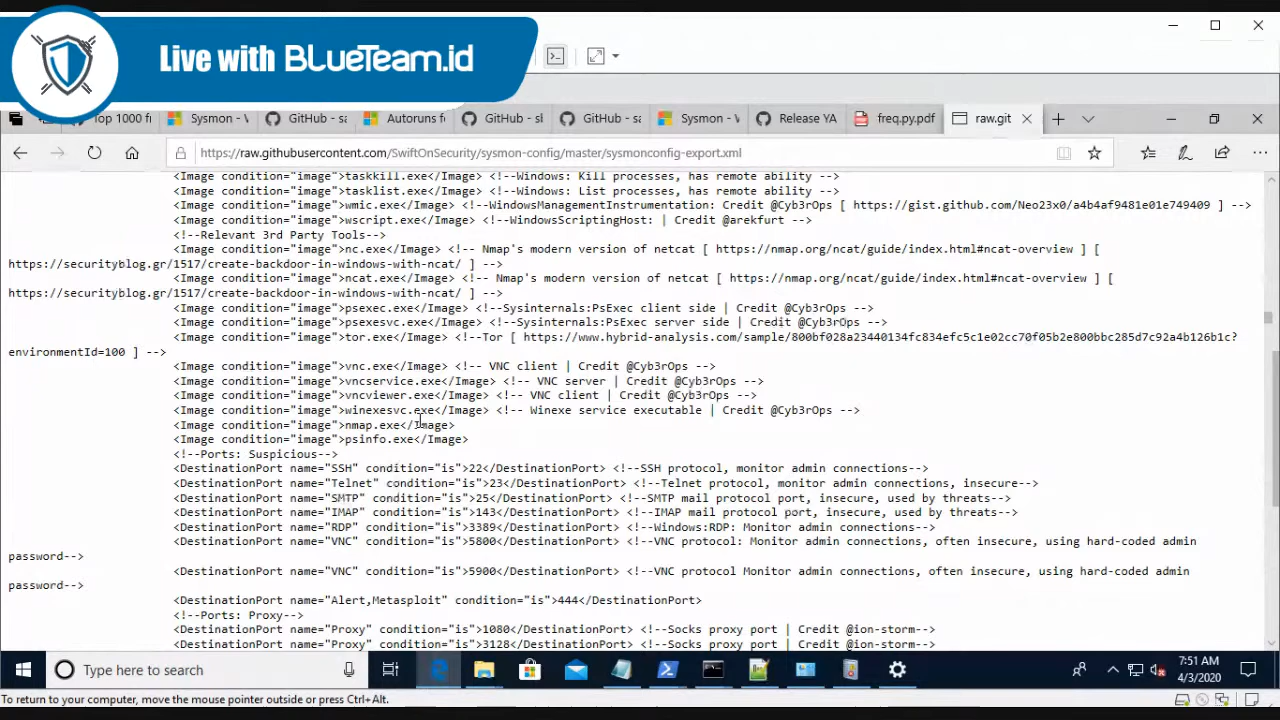 Live with BLUETEAM.id
Top 1000 fi
Sysmon - V
GitHub - sa
Autoruns fo
GitHub - sl
GitHub - sa
Sysmon - V
Release YA
freq.py.pdf
raw.git
https://raw.githubusercontent.com/SwiftOnSecurity/sysmon-config/master/sysmonconfig-export.xml
<Image condition="image">taskkill.exe</Image> <!--Windows: Kill processes, has remote ability -->
<Image condition="image">tasklist.exe</Image> <!--Windows: List processes, has remote ability -->
<Image condition="image">wmic.exe</Image> <!--WindowsManagementInstrumentation: Credit @Cyb3rOps [ https://gist.github.com/Neo23x0/a4b4af9481e01e749409 ] -->
<Image condition="image">wscript.exe</Image> <!--WindowsScriptingHost: | Credit @arekfurt -->
<!--Relevant 3rd Party Tools-->
<Image condition="image">nc.exe</Image> <!-- Nmap's modern version of netcat [ https://nmap.org/ncat/guide/index.html#ncat-overview ] [
https://securityblog.gr/1517/create-backdoor-in-windows-with-ncat/ ] -->
<Image condition="image">ncat.exe</Image> <!-- Nmap's modern version of netcat [ https://nmap.org/ncat/guide/index.html#ncat-overview ] [
https://securityblog.gr/1517/create-backdoor-in-windows-with-ncat/ ] -->
<Image condition="image">psexec.exe</Image> <!--Sysinternals:PsExec client side | Credit @Cyb3rOps -->
<Image condition="image">psexesvc.exe</Image> <!--Sysinternals:PsExec server side | Credit @Cyb3rOps -->
<Image condition="image">tor.exe</Image> <!--Tor [ https://www.hybrid-analysis.com/sample/800bf028a23440134fc834efc5c1e02cc70f05b2e800bbc285d7c92a4b126b1c?
environmentId=100 ] -->
<Image condition="image">vnc.exe</Image> <!-- VNC client | Credit @Cyb3rOps -->
<Image condition="image">vncservice.exe</Image> <!-- VNC server | Credit @Cyb3rOps -->
<Image condition="image">vncviewer.exe</Image> <!-- VNC client | Credit @Cyb3rOps -->
<Image condition="image">winexesvc.exe</Image> <!-- Winexe service executable | Credit @Cyb3rOps -->
<Image condition="image">nmap.exe</Image>
<Image condition="image">psinfo.exe</Image>
<!--Ports: Suspicious-->
<DestinationPort name="SSH" condition="is">22</DestinationPort> <!--SSH protocol, monitor admin connections-->
<DestinationPort name="Telnet" condition="is">23</DestinationPort> <!--Telnet protocol, monitor admin connections, insecure-->
<DestinationPort name="SMTP" condition="is">25</DestinationPort> <!--SMTP mail protocol port, insecure, used by threats-->
<DestinationPort name="IMAP" condition="is">143</DestinationPort> <!--IMAP mail protocol port, insecure, used by threats-->
<DestinationPort name="RDP" condition="is">3389</DestinationPort> <!--Windows:RDP: Monitor admin connections-->
<DestinationPort name="VNC" condition="is">5800</DestinationPort> <!--VNC protocol: Monitor admin connections, often insecure, using hard-coded admin
password-->
<DestinationPort name="VNC" condition="is">5900</DestinationPort> <!--VNC protocol Monitor admin connections, often insecure, using hard-coded admin
password-->
<DestinationPort name="Alert,Metasploit" condition="is">444</DestinationPort>
<!--Ports: Proxy-->
<DestinationPort name="Proxy" condition="is">1080</DestinationPort> <!--Socks proxy port | Credit @ion-storm-->
<DestinationPort name="Proxy" condition="is">3128</DestinationPort> <!--Socks proxy port | Credit @ion-storm-->
Type here to search
7:51 AM
4/3/2020
To return to your computer, move the mouse pointer outside or press Ctrl+Alt.